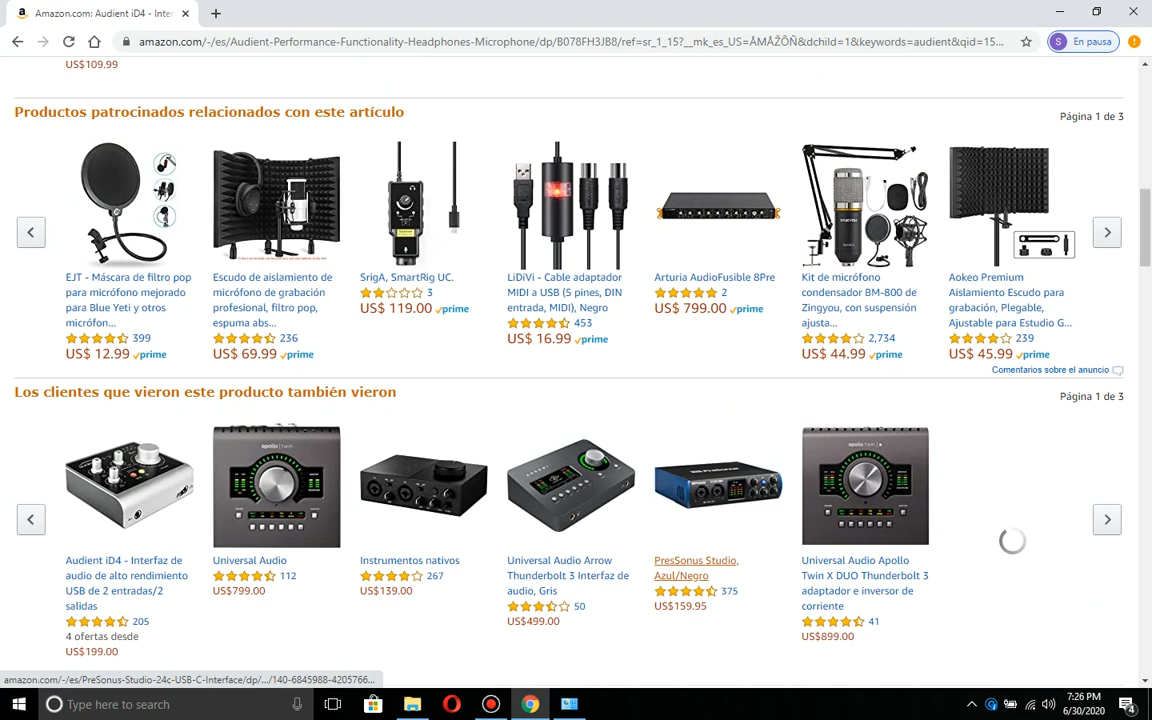 Amazon.com: Audient iD4 - Inter
amazon.com/-/es/Audient-Performance-Functionality-Headphones-Microphone/dp/B078FH3JB8/ref=sr_1_15?__mk_es_US=ÅMÅŽÕÑ&dchild=1&keywords=audient&qid=15...
S
En pausa
US$109.99
Productos patrocinados relacionados con este artículo
Página 1 de 3
EJT - Máscara de filtro pop
para micrófono mejorado
para Blue Yeti y otros
micrófon...
399
US$ 12.99 prime
Escudo de aislamiento de
micrófono de grabación
profesional, filtro pop,
espuma abs...
236
US$ 69.99 prime
SrigA, SmartRig UC.
3
US$ 119.00 prime
LiDiVi - Cable adaptador
MIDI a USB (5 pines, DIN
entrada, MIDI), Negro
453
US$ 16.99 prime
Arturia AudioFusible 8Pre
2
US$ 799.00 prime
Kit de micrófono
condensador BM-800 de
Zingyou, con suspensión
ajusta...
2,734
US$ 44.99 prime
Aokeo Premium
Aislamiento Escudo para
grabación, Plegable,
Ajustable para Estudio G...
239
US$ 45.99 prime
Comentarios sobre el anuncio
Los clientes que vieron este producto también vieron
Página 1 de 3
Audient iD4 - Interfaz de
audio de alto rendimiento
USB de 2 entradas/2
salidas
205
4 ofertas desde
US$199.00
Universal Audio
112
US$799.00
Instrumentos nativos
267
US$139.00
Universal Audio Arrow
Thunderbolt 3 Interfaz de
audio, Gris
50
US$499.00
PresSonus Studio,
Azul/Negro
375
US$159.95
Universal Audio Apollo
Twin X DUO Thunderbolt 3
adaptador e inversor de
corriente
41
US$899.00
amazon.com/-/es/PreSonus-Studio-24c-USB-C-Interface/dp/.../140-6845988-4205766...
Type here to search
7:26 PM
6/30/2020
4